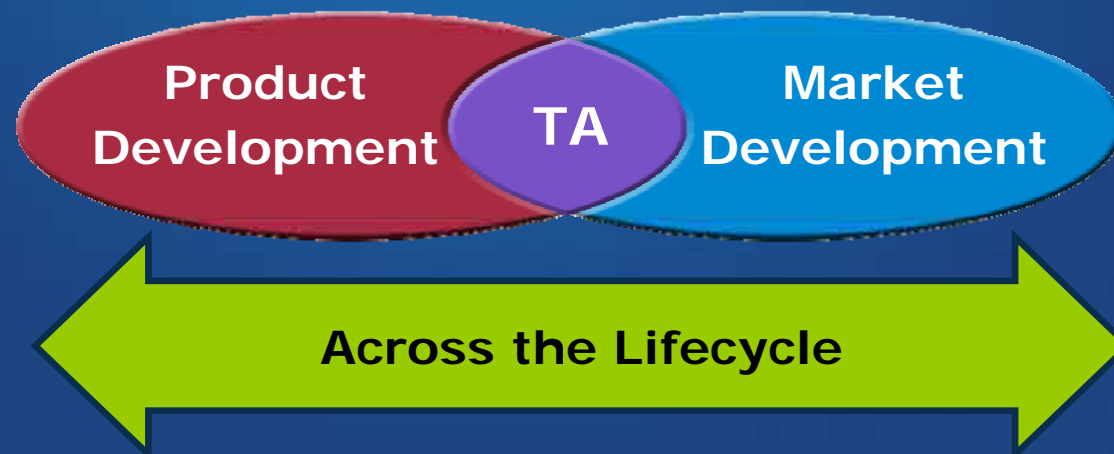 Product
Development
TA
Market
Development
Across the Lifecycle